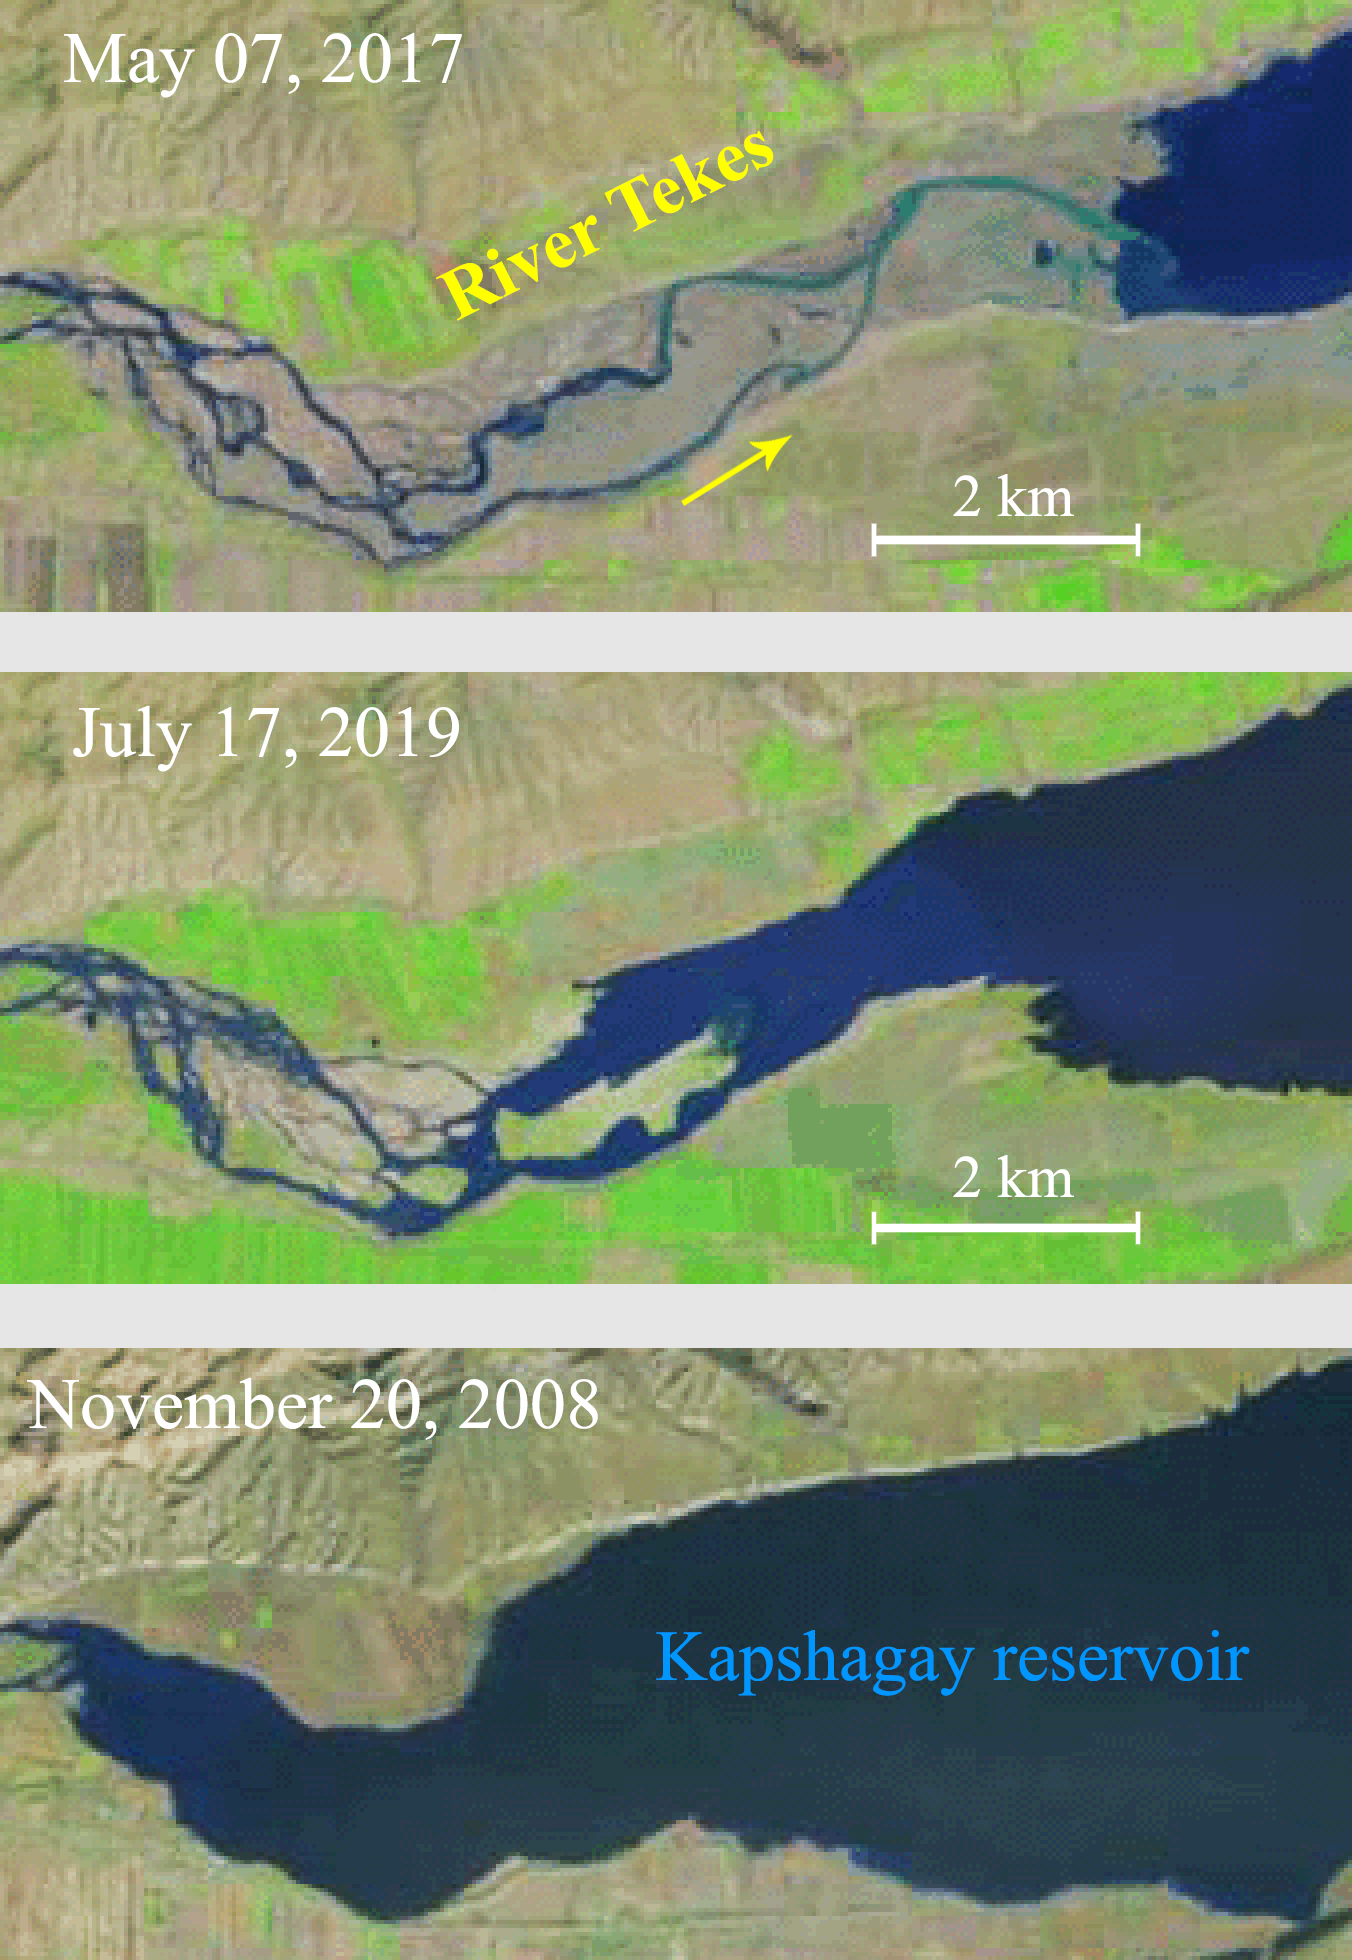 May 07, 2017
River Tekes
2 km
July 17, 2019
2 km
November 20, 2008
Kapshagay reservoir